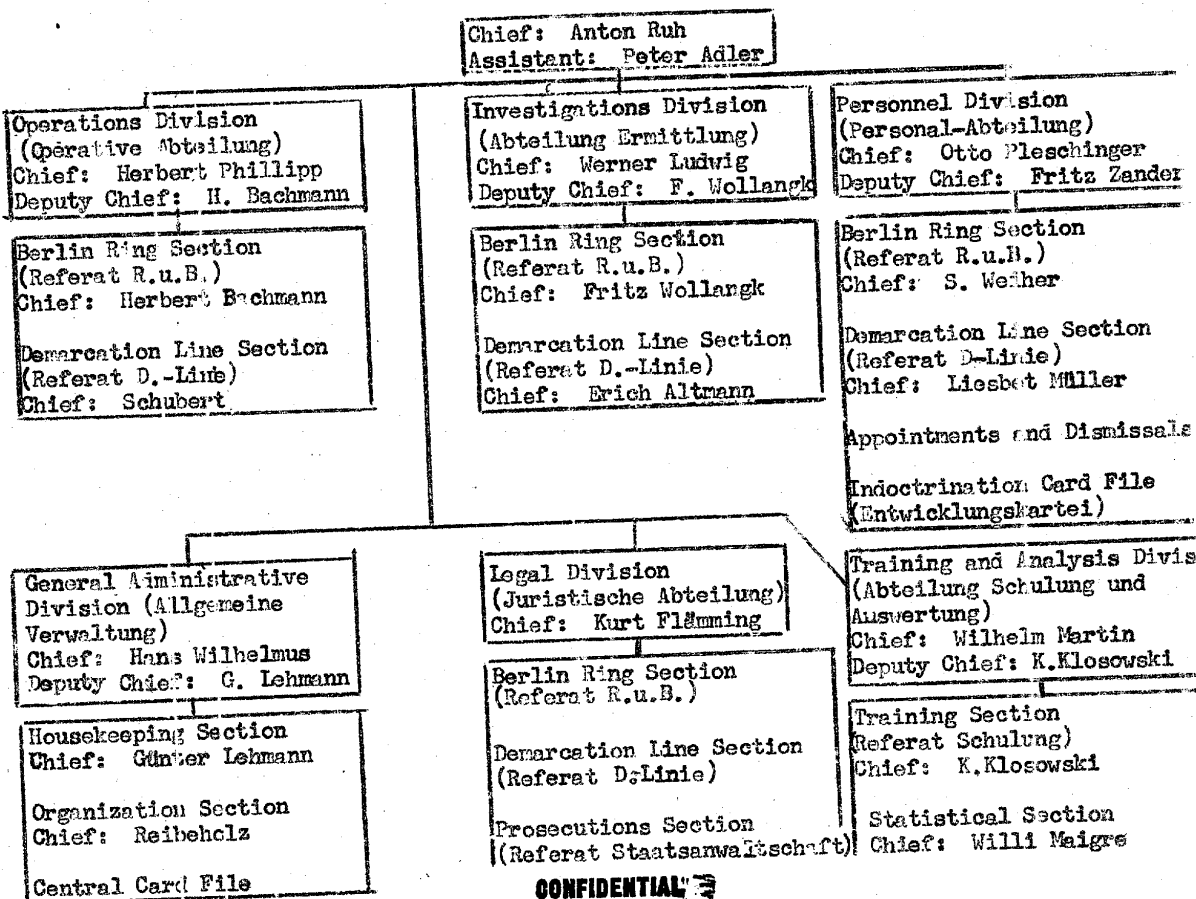 Chief: Anton Ruh
Assistant: Peter Adler
Operations Division
(Operative Abteilung)
Chief: Herbert Phillipp
Deputy Chief: H. Bachmann
Berlin Ring Section
(Referat R.u.B.)
Chief: Herbert Bachmann
Demarcation Line Section
(Referat D.-Linie)
Chief: Schubert
Investigations Division
(Abteilung Ermittlung)
Chief: Werner Ludwig
Deputy Chief: F. Wollangk
Berlin Ring Section
(Referat R.u.B.)
Chief: Fritz Wollangk
Demarcation Line Section
(Referat D.-Linie)
Chief: Erich Altmann
Personnel Division
(Personal-Abteilung)
Chief: Otto Pleschinger
Deputy Chief: Fritz Zander
Berlin Ring Section
(Referat R.u.B.)
Chief: S. Weiher
Demarcation Line Section
(Referat D-Linie)
Chief: Liesbet Müller
Appointments and Dismissals
Indoctrination Card File
(Entwicklungskartei)
General Administrative
Division (Allgemeine
Verwaltung)
Chief: Hans Wilhelmus
Deputy Chief: G. Lehmann
Housekeeping Section
Chief: Günter Lehmann
Organization Section
Chief: Reibeholz
Central Card File
Legal Division
(Juristische Abteilung)
Chief: Kurt Flämming
Berlin Ring Section
(Referat R.u.B.)
Demarcation Line Section
(Referat D.Linie)
Prosecutions Section
(Referat Staatsanwaltschaft)
Training and Analysis Divis
(Abteilung Schulung und
Auswertung)
Chief: Wilhelm Martin
Deputy Chief: K.Klosowski
Training Section
(Referat Schulung)
Chief: K.Klosowski
Statistical Section
Chief: Willi Maigre
CONFIDENTIAL